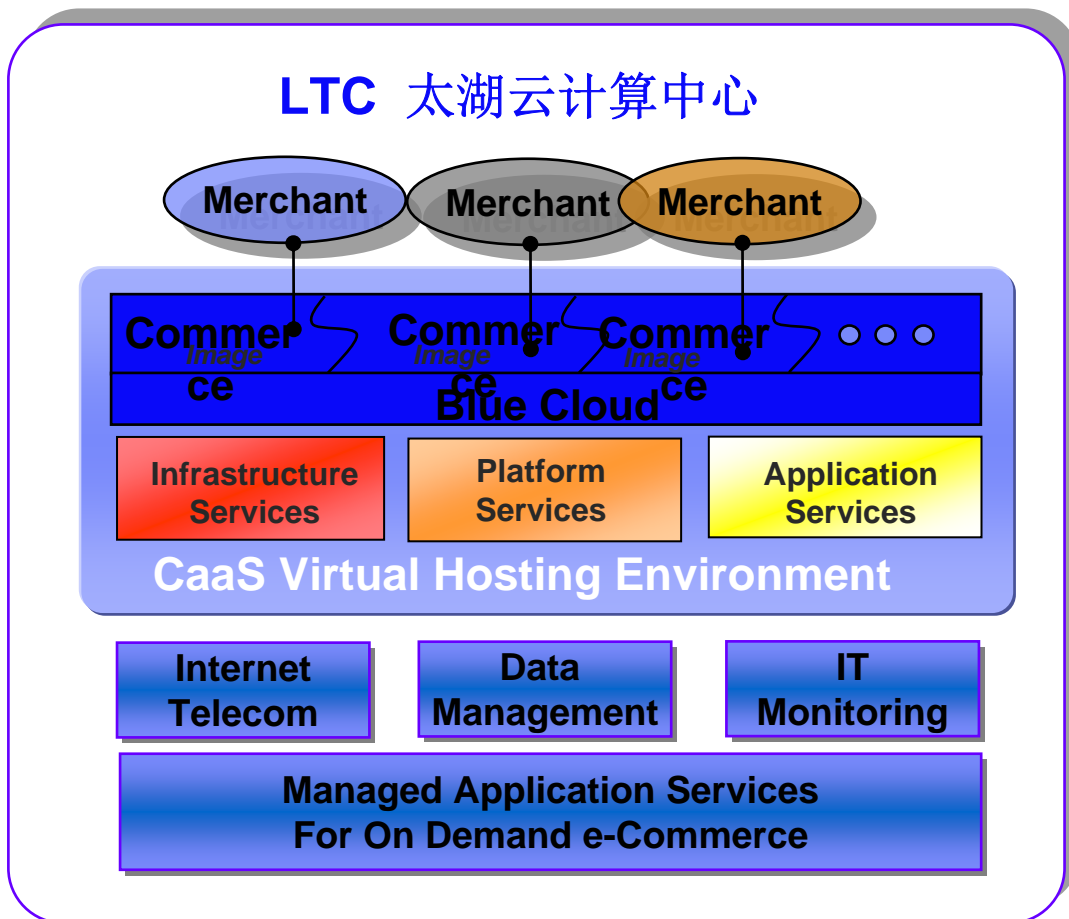 LTC 太湖云计算中心
Merchant Merchant Merchant
Commer Commer Commer
Image Image Image
ce ce ce
Blue Cloud
Infrastructure
Services
Platform
Services
Application
Services
CaaS Virtual Hosting Environment
Internet
Telecom
Data
Management
IT
Monitoring
Managed Application Services
For On Demand e-Commerce